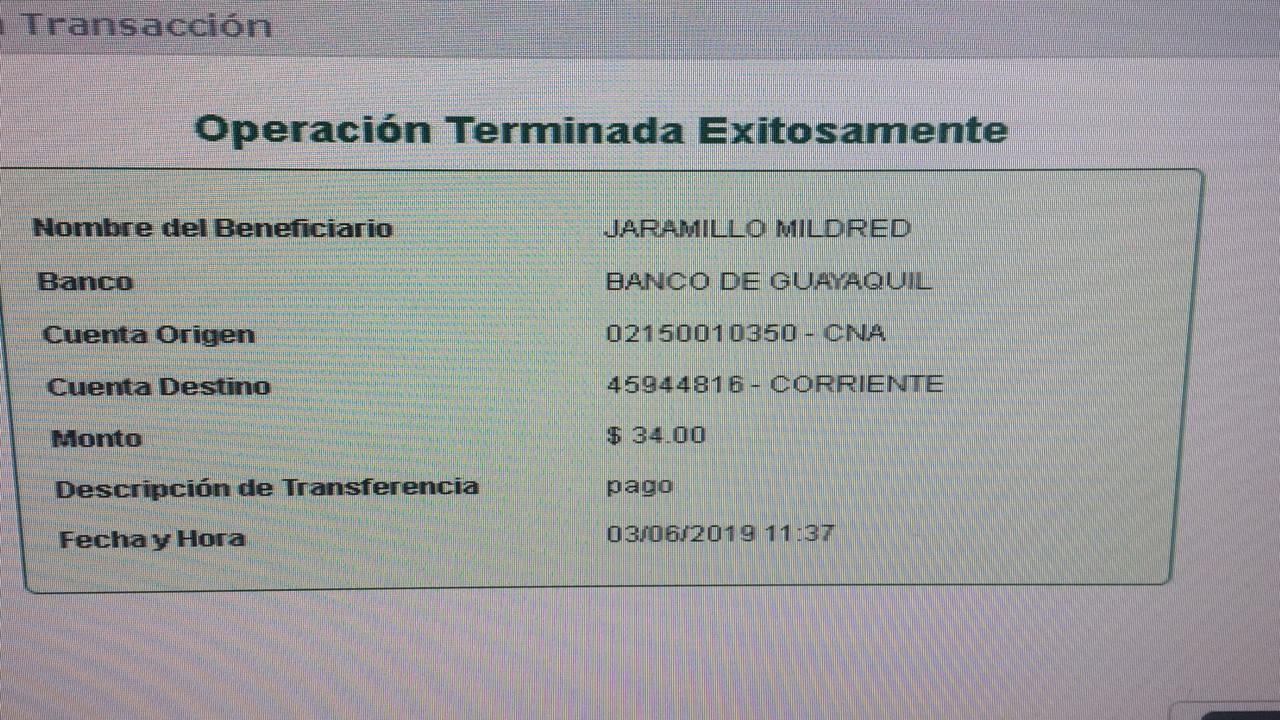 Transacción
Operación Terminada Exitosamente
Nombre del Beneficiario JARAMILLO MILDRED
Banco BANCO DE GUAYAQUIL
Cuenta Origen 02150010350 - CNA
Cuenta Destino 45944816 - CORRIENTE
Monto $ 34.00
Descripción de Transferencia pago
Fecha y Hora 03/06/2019 11:37